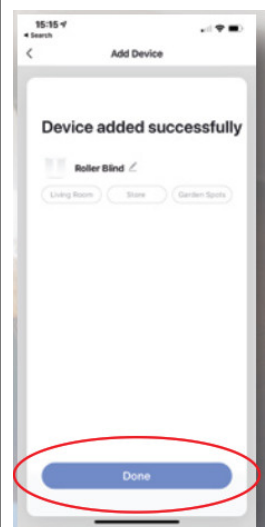 15:15
◂ Search
Add Device
Device added successfully
Roller Blind
Living Room
Store
Garden Spots
Done